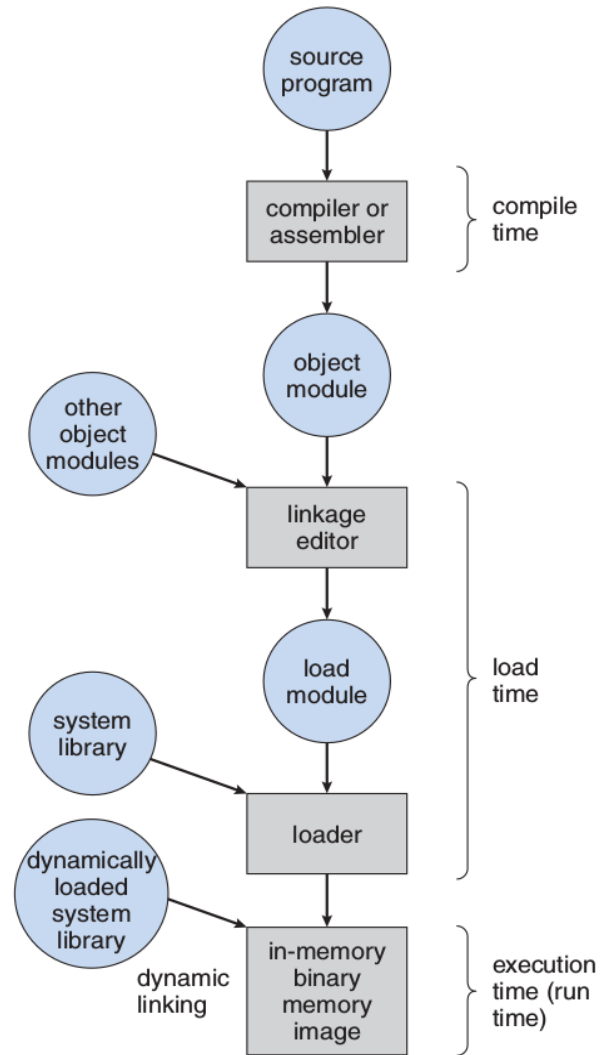 source
program
compiler or
assembler
compile
time
object
module
other
object
modules
linkage
editor
load
module
load
time
system
library
loader
dynamically
loaded
system
library
dynamic
linking
in-memory
binary
memory
image
execution
time (run
time)